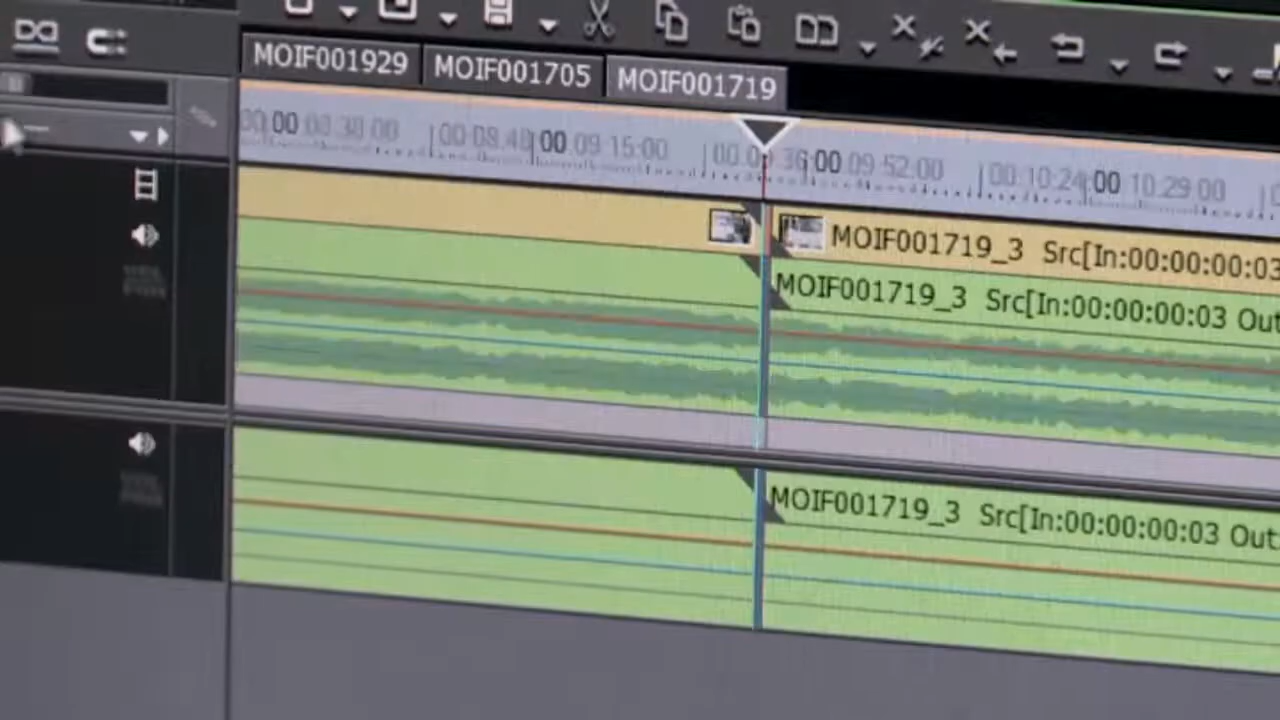 MOIF001929 MOIF001705 MOIF001719
00:09:15:00 00:09:52:00 00:10:29:00
MOIF001719_3 Src[In:00:00:00:03
MOIF001719_3 Src[In:00:00:00:03 Out
MOIF001719_3 Src[In:00:00:00:03 Out